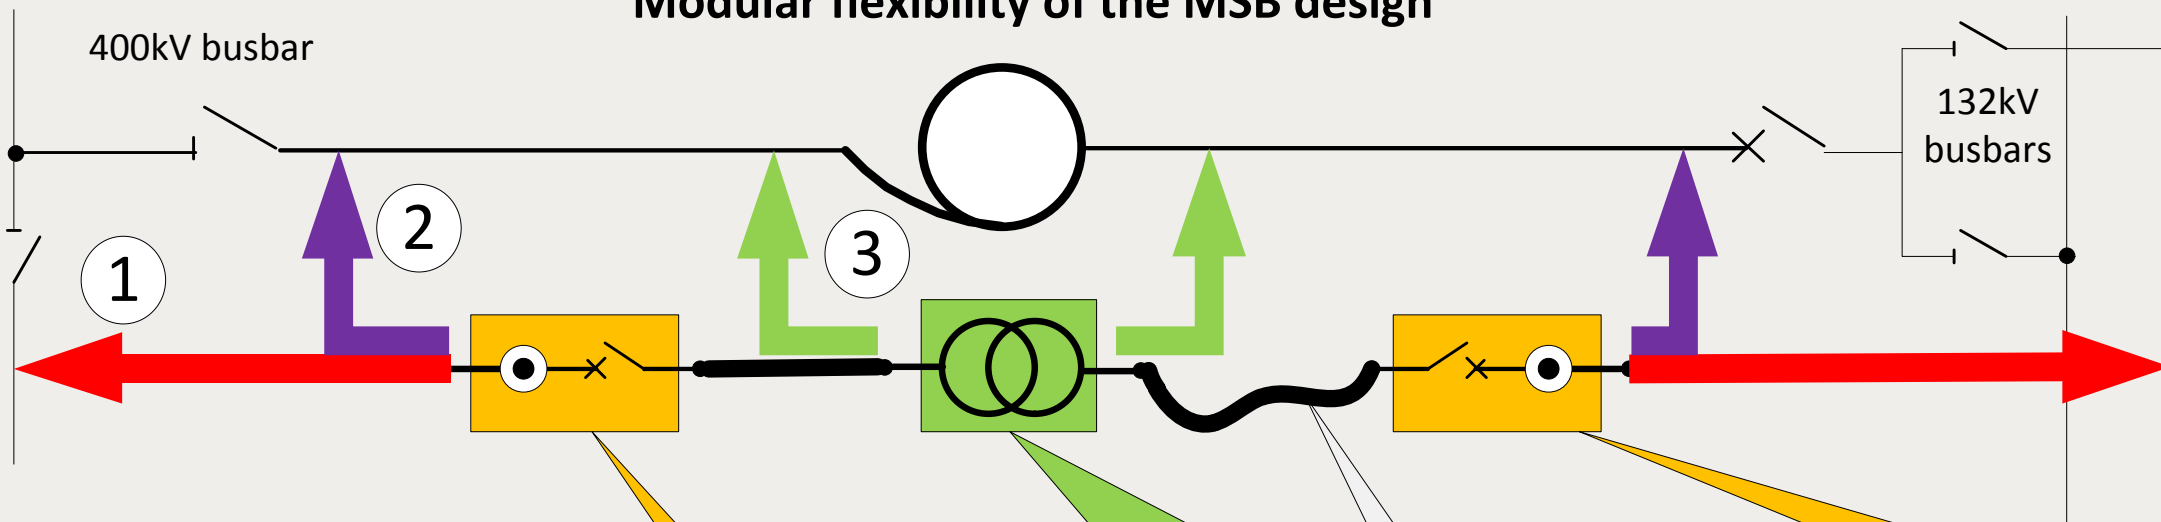 Modular flexibility of the MSB design
400kV busbar
132kV
busbars
2
3
1